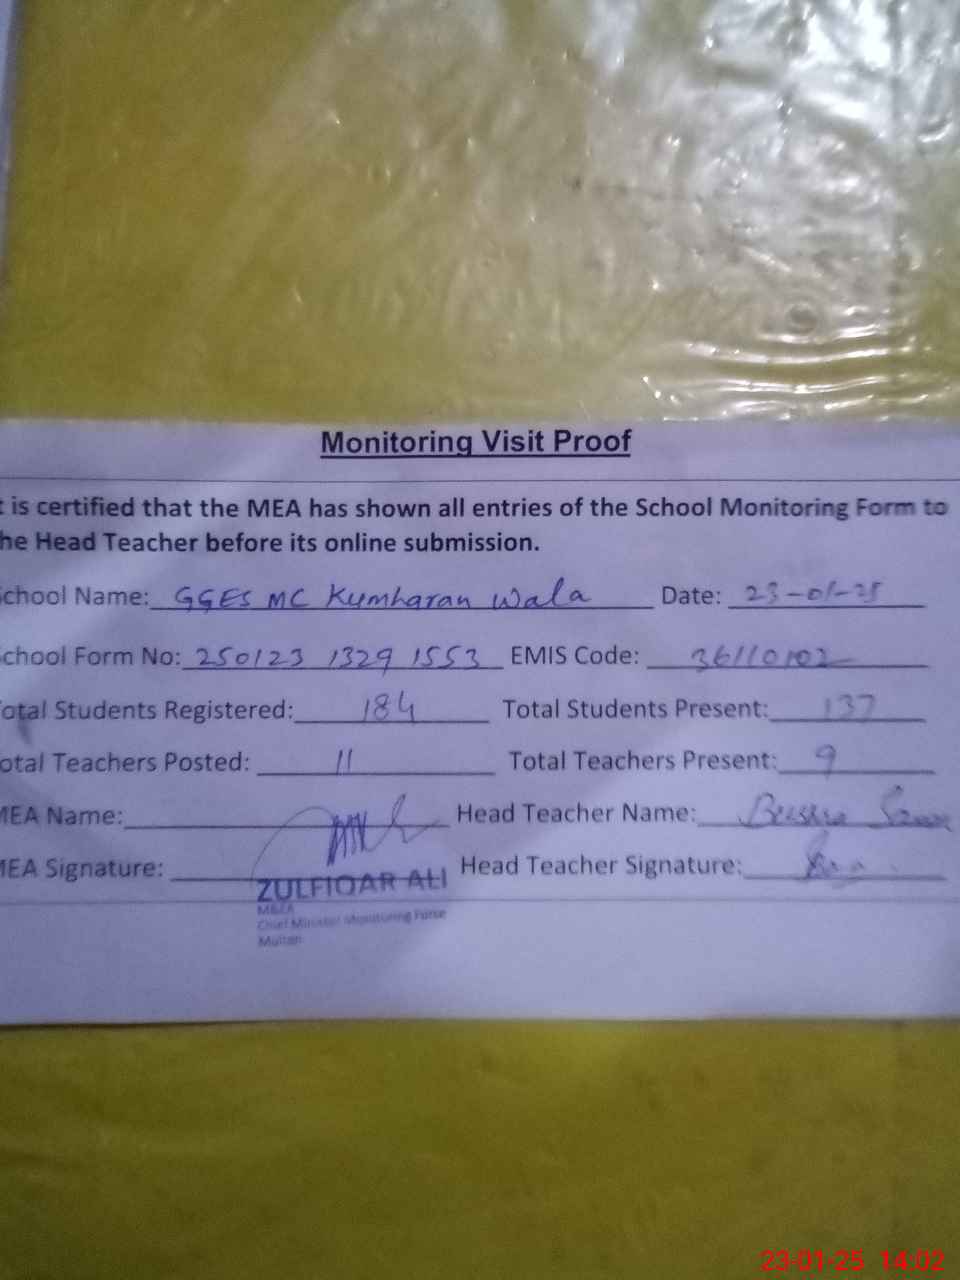 Monitoring Visit Proof
t is certified that the MEA has shown all entries of the School Monitoring Form to
he Head Teacher before its online submission.
chool Name: GGES MC Kumharan Wala Date: 23-01-25
chool Form No: 250123 1329 1553 EMIS Code: 36110102
otal Students Registered: 184 Total Students Present: 137
otal Teachers Posted: 11 Total Teachers Present: 9
MEA Name: Head Teacher Name:
MEA Signature: Head Teacher Signature:
ZULFIQAR ALI
M&EA
Chief Minister Monitoring Force
Multan
23-01-25 14:02